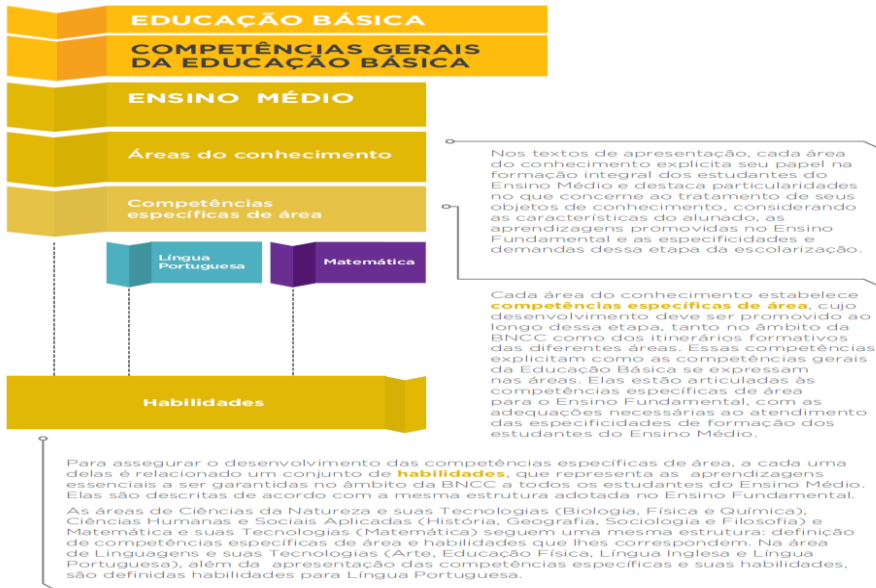 EDUCAÇÃO BÁSICA
COMPETÊNCIAS GERAIS
DA EDUCAÇÃO BÁSICA
ENSINO MÉDIO
Áreas do conhecimento
Competências
específicas de área
Língua
Portuguesa
Matemática
Habilidades
Nos textos de apresentação, cada área
do conhecimento explicita seu papel na
formação integral dos estudantes do
Ensino Médio e destaca particularidades
no que concerne ao tratamento de seus
objetos de conhecimento, considerando
as características do alunado, as
aprendizagens promovidas no Ensino
Fundamental e as especificidades e
demandas dessa etapa da escolarização.
Cada área do conhecimento estabelece
competências específicas de área, cujo
desenvolvimento deve ser promovido ao
longo dessa etapa, tanto no âmbito da
BNCC como dos itinerários formativos
das diferentes áreas. Essas competências
explicitam como as competências gerais
da Educação Básica se expressam
nas áreas. Elas estão articuladas às
competências específicas de área
para o Ensino Fundamental, com as
adequações necessárias ao atendimento
das especificidades de formação dos
estudantes do Ensino Médio.
Para assegurar o desenvolvimento das competências específicas de área, a cada uma
delas é relacionado um conjunto de habilidades, que representa as aprendizagens
essenciais a ser garantidas no âmbito da BNCC a todos os estudantes do Ensino Médio.
Elas são descritas de acordo com a mesma estrutura adotada no Ensino Fundamental.
As áreas de Ciências da Natureza e suas Tecnologias (Biologia, Física e Química),
Ciências Humanas e Sociais Aplicadas (História, Geografia, Sociologia e Filosofia) e
Matemática e suas Tecnologias (Matemática) seguem uma mesma estrutura: definição
de competências específicas de área e habilidades que lhes correspondem. Na área
de Linguagens e suas Tecnologias (Arte, Educação Física, Língua Inglesa e Língua
Portuguesa), além da apresentação das competências específicas e suas habilidades,
são definidas habilidades para Língua Portuguesa.